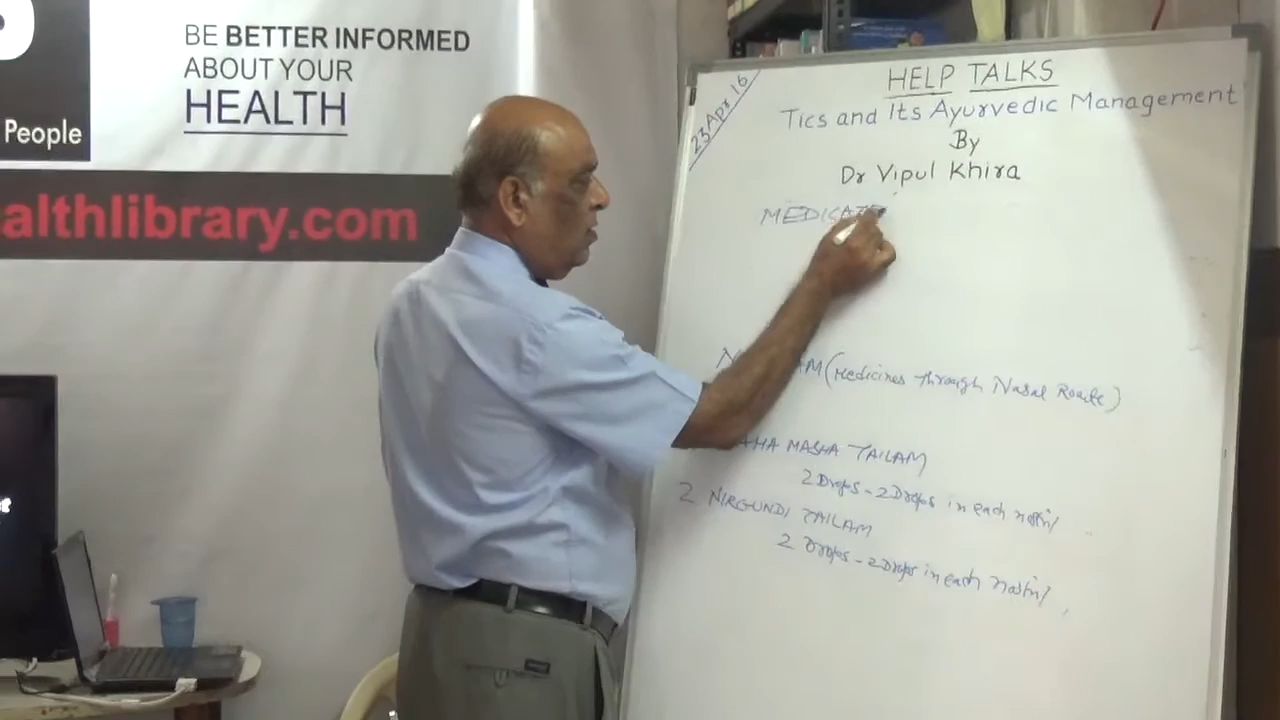 People
BE BETTER INFORMED
ABOUT YOUR
HEALTH
althlibrary.com
23 Apr 16
HELP TALKS
Tics and Its Ayurvedic Management
By
Dr Vipul Khira
MEDICATE
(Medicines through Nasal Route)
AHA MASHA TAILAM
2 Drops - 2 Drops in each nostril
2 NIRGUNDI TAILAM
2 Drops - 2 Drops in each nostril